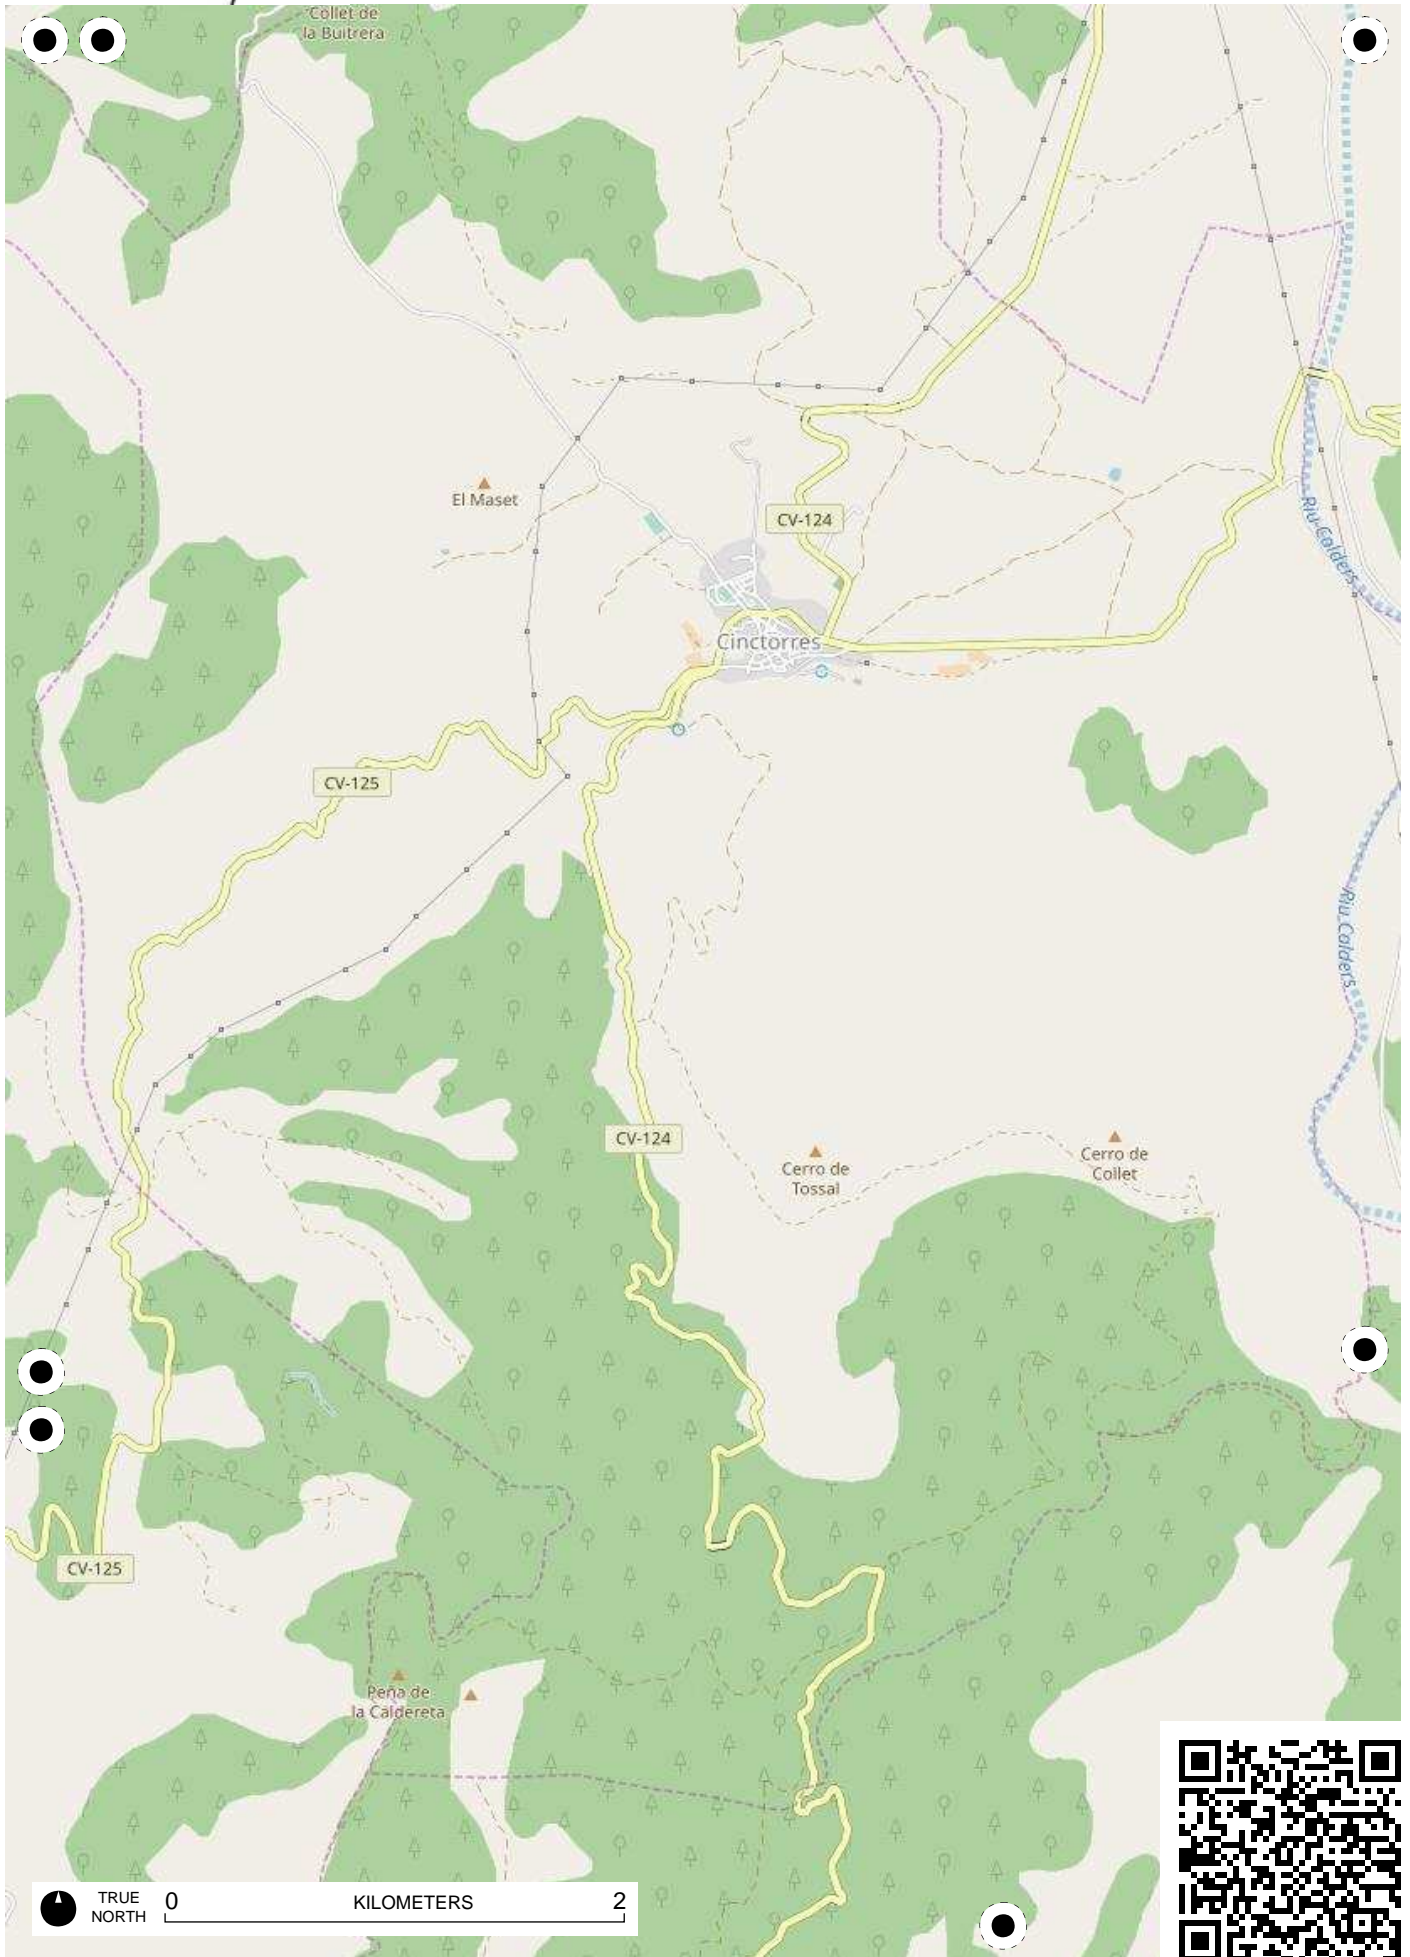 Collet de
la Buitrera
El Maset
CV-124
Riu Calders
Cinctorres
CV-125
Riu Calders
CV-124
Cerro de
Tossal
Cerro de
Collet
CV-125
Peña de
la Caldereta
TRUE
NORTH
0 KILOMETERS 2